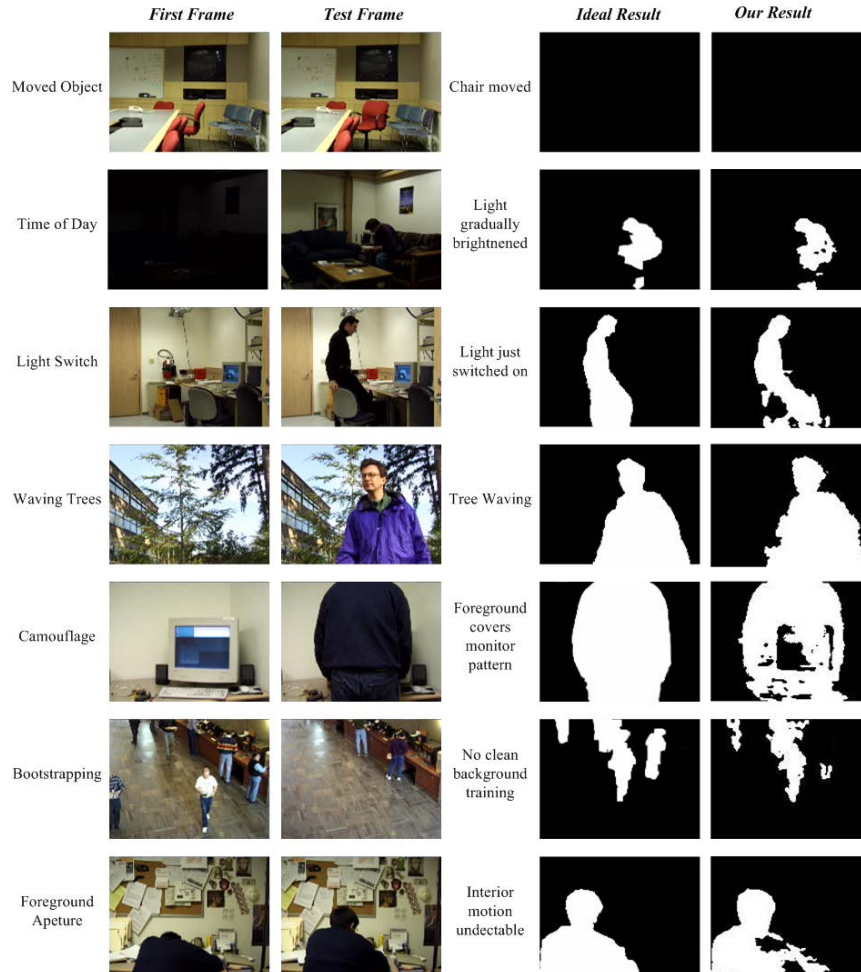 First Frame
Test Frame
Ideal Result
Our Result
Moved Object
Chair moved
Time of Day
Light
gradually
brightnened
Light Switch
Light just
switched on
Waving Trees
Tree Waving
Camouflage
Foreground
covers
monitor
pattern
Bootstrapping
No clean
background
training
Foreground
Apeture
Interior
motion
undectable